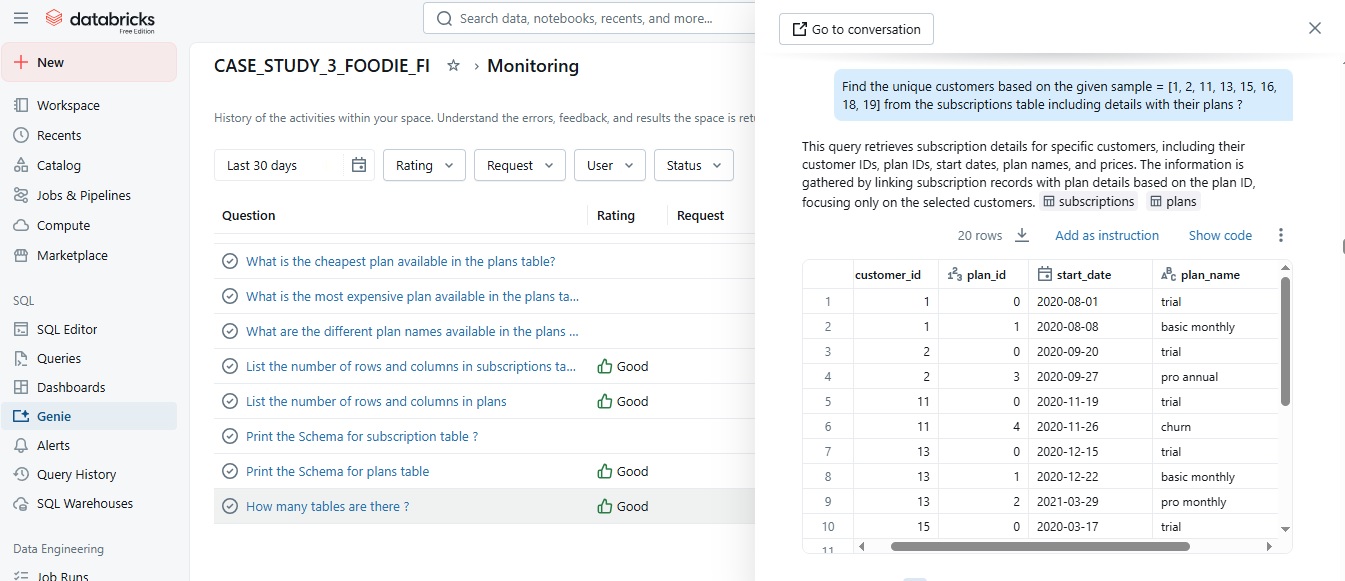 databricks
Free Edition
Search data, notebooks, recents, and more...
New
Workspace
Recents
Catalog
Jobs & Pipelines
Compute
Marketplace
SQL
SQL Editor
Queries
Dashboards
Genie
Alerts
Query History
SQL Warehouses
Data Engineering
Job Runs
CASE_STUDY_3_FOODIE_FI › Monitoring
History of the activities within your space. Understand the errors, feedback, and results the space is retu
Last 30 days Rating Request User Status
Question Rating Request
What is the cheapest plan available in the plans table?
What is the most expensive plan available in the plans ta...
What are the different plan names available in the plans ...
List the number of rows and columns in subscriptions ta... Good
List the number of rows and columns in plans Good
Print the Schema for subscription table ?
Print the Schema for plans table Good
How many tables are there ? Good
Go to conversation
Find the unique customers based on the given sample = [1, 2, 11, 13, 15, 16,
18, 19] from the subscriptions table including details with their plans ?
This query retrieves subscription details for specific customers, including their
customer IDs, plan IDs, start dates, plan names, and prices. The information is
gathered by linking subscription records with plan details based on the plan ID,
focusing only on the selected customers. subscriptions plans
20 rows Add as instruction Show code
customer_id 123 plan_id start_date ABC plan_name
1 1 0 2020-08-01 trial
2 1 1 2020-08-08 basic monthly
3 2 0 2020-09-20 trial
4 2 3 2020-09-27 pro annual
5 11 0 2020-11-19 trial
6 11 4 2020-11-26 churn
7 13 0 2020-12-15 trial
8 13 1 2020-12-22 basic monthly
9 13 2 2021-03-29 pro monthly
10 15 0 2020-03-17 trial
11